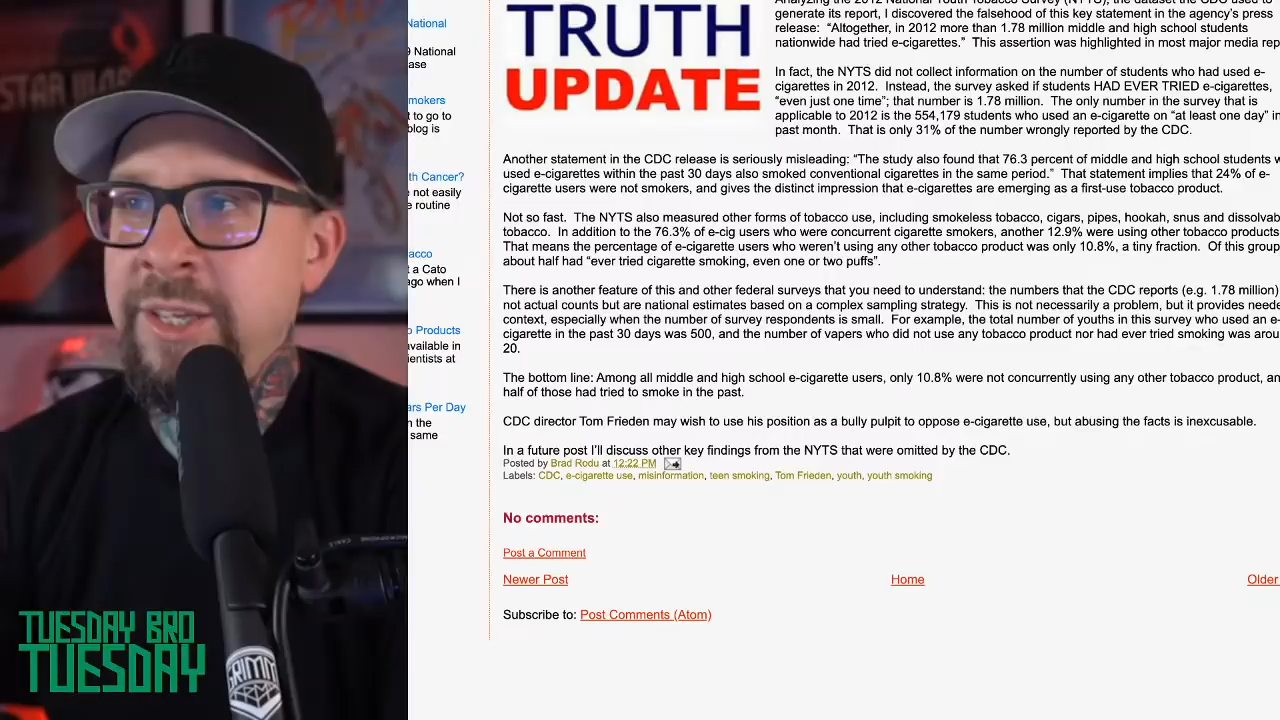 STAR WARS
National
9 National
ase
mokers
t to go to
blog is
th Cancer?
not easily
e routine
acco
t a Cato
ago when I
o Products
available in
ientists at
ars Per Day
n the
same
TRUTH
UPDATE
generate its report, I discovered the falsehood of this key statement in the agency's press
release: “Altogether, in 2012 more than 1.78 million middle and high school students
nationwide had tried e-cigarettes.” This assertion was highlighted in most major media rep
In fact, the NYTS did not collect information on the number of students who had used e-
cigarettes in 2012. Instead, the survey asked if students HAD EVER TRIED e-cigarettes,
“even just one time”; that number is 1.78 million. The only number in the survey that is
applicable to 2012 is the 554,179 students who used an e-cigarette on “at least one day” in
past month. That is only 31% of the number wrongly reported by the CDC.
Another statement in the CDC release is seriously misleading: “The study also found that 76.3 percent of middle and high school students w
used e-cigarettes within the past 30 days also smoked conventional cigarettes in the same period.” That statement implies that 24% of e-
cigarette users were not smokers, and gives the distinct impression that e-cigarettes are emerging as a first-use tobacco product.
Not so fast. The NYTS also measured other forms of tobacco use, including smokeless tobacco, cigars, pipes, hookah, snus and dissolva
tobacco. In addition to the 76.3% of e-cig users who were concurrent cigarette smokers, another 12.9% were using other tobacco products
That means the percentage of e-cigarette users who weren't using any other tobacco product was only 10.8%, a tiny fraction. Of this group
about half had “ever tried cigarette smoking, even one or two puffs”.
There is another feature of this and other federal surveys that you need to understand: the numbers that the CDC reports (e.g. 1.78 million)
not actual counts but are national estimates based on a complex sampling strategy. This is not necessarily a problem, but it provides need
context, especially when the number of survey respondents is small. For example, the total number of youths in this survey who used an e-
cigarette in the past 30 days was 500, and the number of vapers who did not use any tobacco product nor had ever tried smoking was arou
20.
The bottom line: Among all middle and high school e-cigarette users, only 10.8% were not concurrently using any other tobacco product, an
half of those had tried to smoke in the past.
CDC director Tom Frieden may wish to use his position as a bully pulpit to oppose e-cigarette use, but abusing the facts is inexcusable.
In a future post I'll discuss other key findings from the NYTS that were omitted by the CDC.
Posted by Brad Rodu at 12:22 PM
Labels: CDC, e-cigarette use, misinformation, teen smoking, Tom Frieden, youth, youth smoking
No comments:
Post a Comment
Newer Post Home Older
Subscribe to: Post Comments (Atom)
TUESDAY BRO
TUESDAY
GRIMM